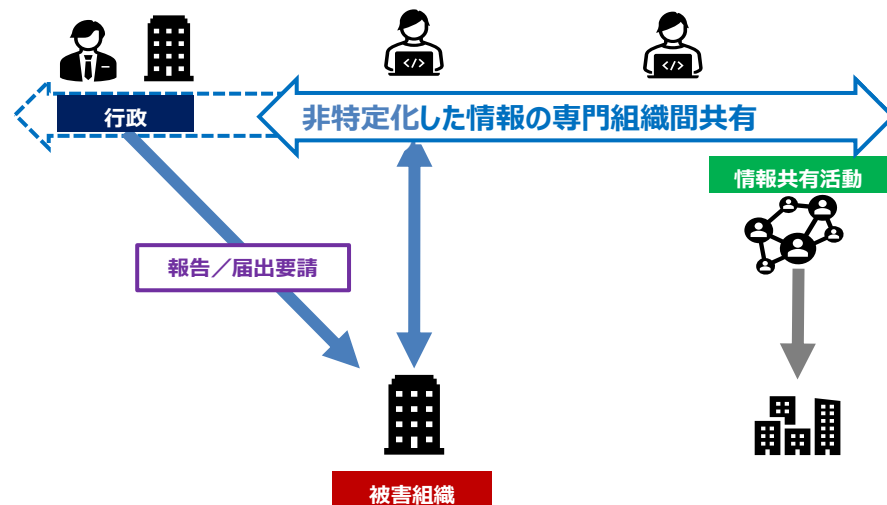 </>
</>
行政
非特定化した情報の専門組織間共有
情報共有活動
報告／届出要請
被害組織